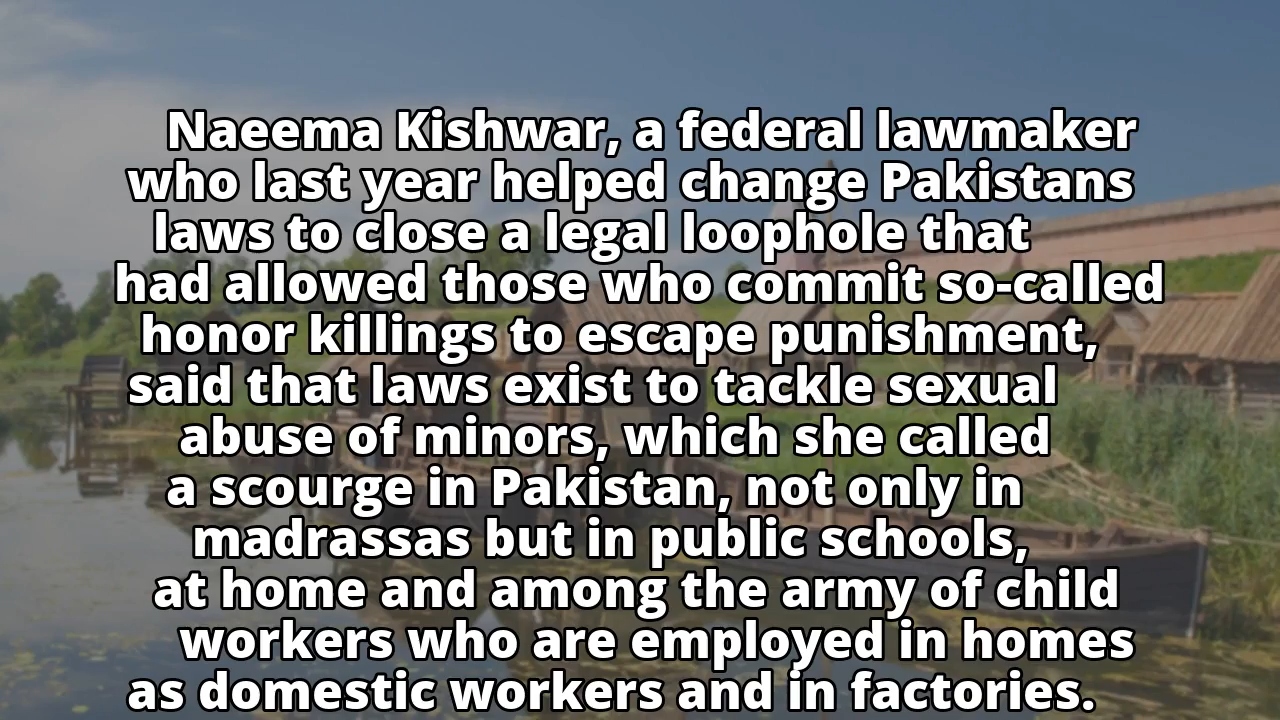 Naeema Kishwar, a federal lawmaker
who last year helped change Pakistans
laws to close a legal loophole that
had allowed those who commit so-called
honor killings to escape punishment,
said that laws exist to tackle sexual
abuse of minors, which she called
a scourge in Pakistan, not only in
madrassas but in public schools,
at home and among the army of child
workers who are employed in homes
as domestic workers and in factories.